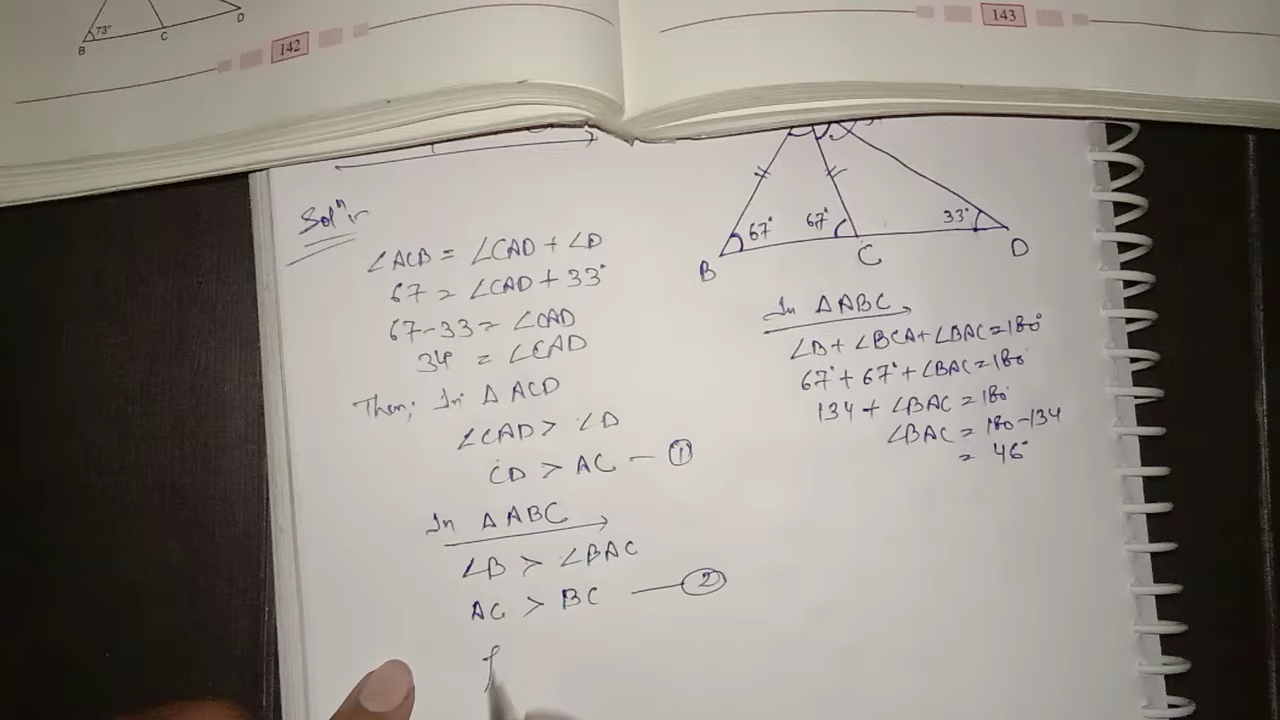 73°
B
C
D
142
143
67°
67°
33°
B
C
D
Solⁿ:-
∠ACB = ∠CAD + ∠D
67 = ∠CAD + 33°
67-33 = ∠CAD
34 = ∠CAD
Then; In △ ACD
∠CAD > ∠D
CD > AC — ①
In △ ABC
∠B > ∠BAC
AC > BC — ②
In △ABC
∠B + ∠BCA + ∠BAC = 180°
67° + 67° + ∠BAC = 180°
134 + ∠BAC = 180°
∠BAC = 180-134
= 46°